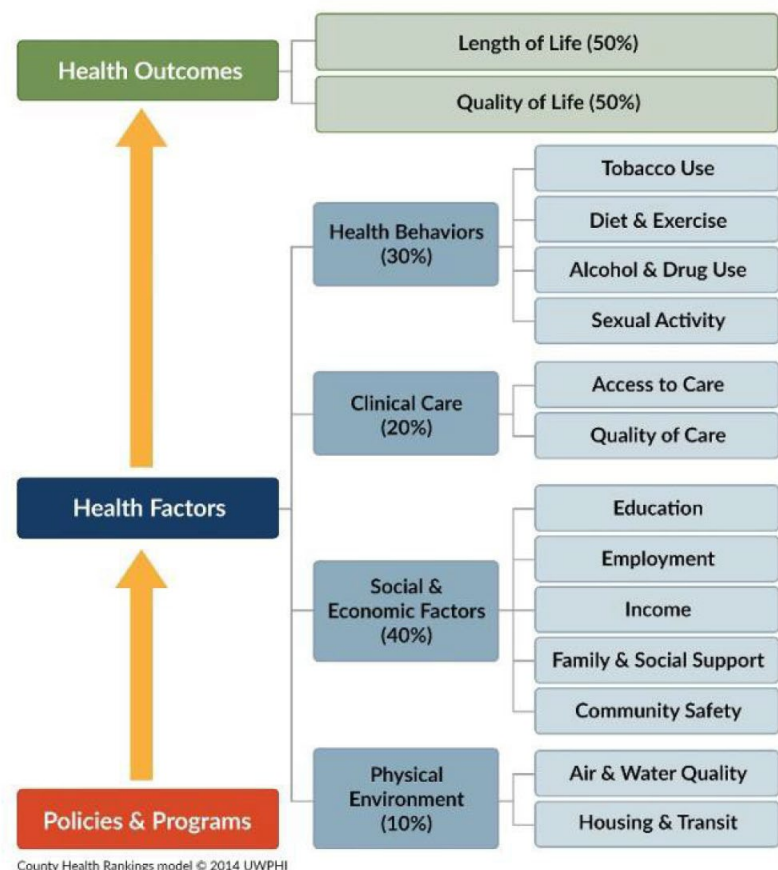 Health Outcomes
Length of Life (50%)
Quality of Life (50%)
Health Behaviors
(30%)
Tobacco Use
Diet & Exercise
Alcohol & Drug Use
Sexual Activity
Clinical Care
(20%)
Access to Care
Quality of Care
Health Factors
Social &
Economic Factors
(40%)
Education
Employment
Income
Family & Social Support
Community Safety
Physical
Environment
(10%)
Air & Water Quality
Housing & Transit
Policies & Programs
County Health Rankings model © 2014 UWPHI